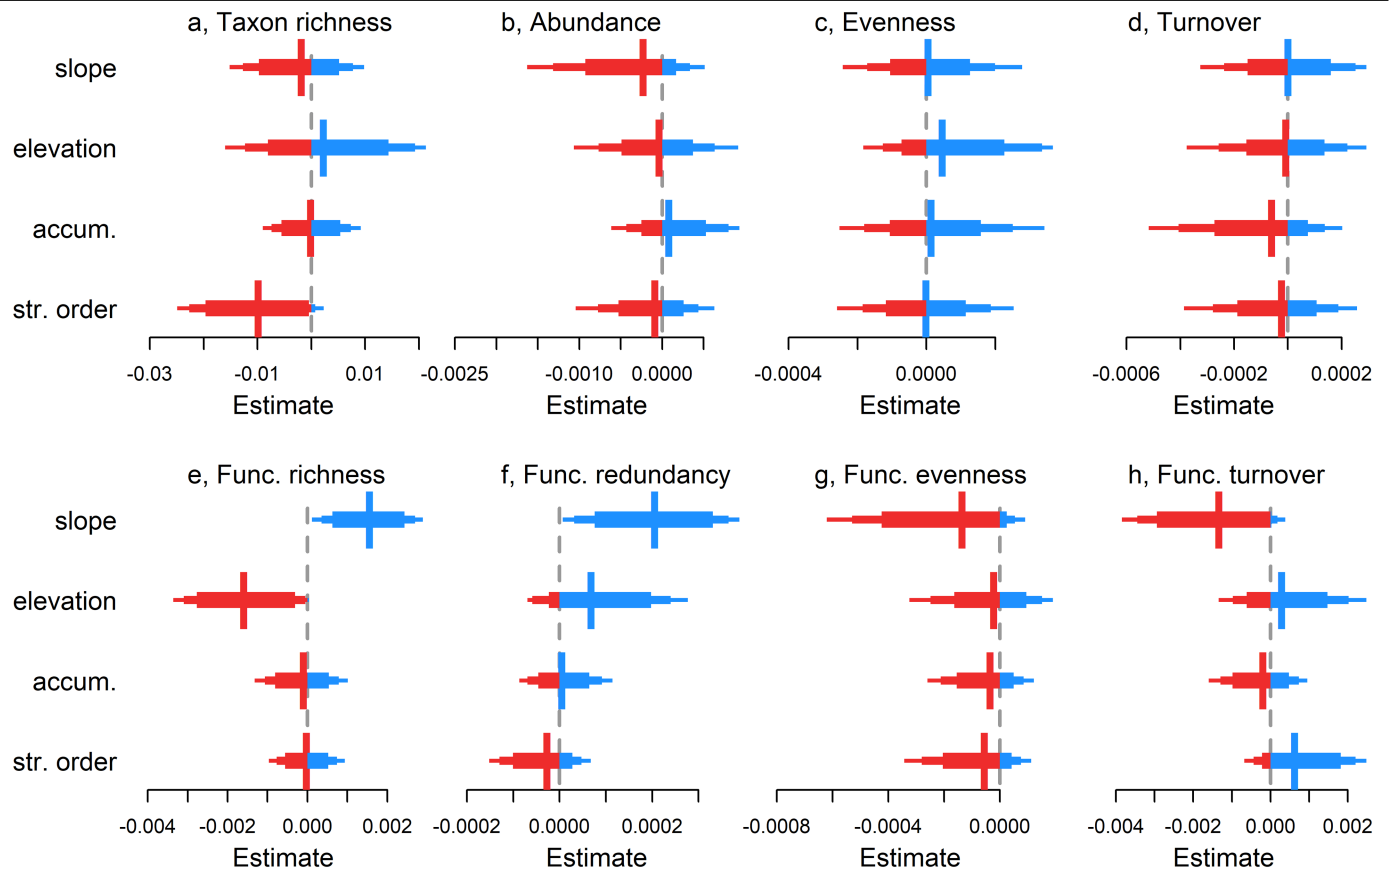 a, Taxon richness b, Abundance c, Evenness d, Turnover
slope
elevation
accum.
str. order
-0.03 -0.01 0.01 -0.0025 -0.0010 0.0000 -0.0004 0.0000 -0.0006 -0.0002 0.0002
Estimate Estimate Estimate Estimate
e, Func. richness f, Func. redundancy g, Func. evenness h, Func. turnover
slope
elevation
accum.
str. order
-0.004 -0.002 0.000 0.002 -0.0002 0.0000 0.0002 -0.0008 -0.0004 0.0000 -0.004 -0.002 0.000 0.002
Estimate Estimate Estimate Estimate